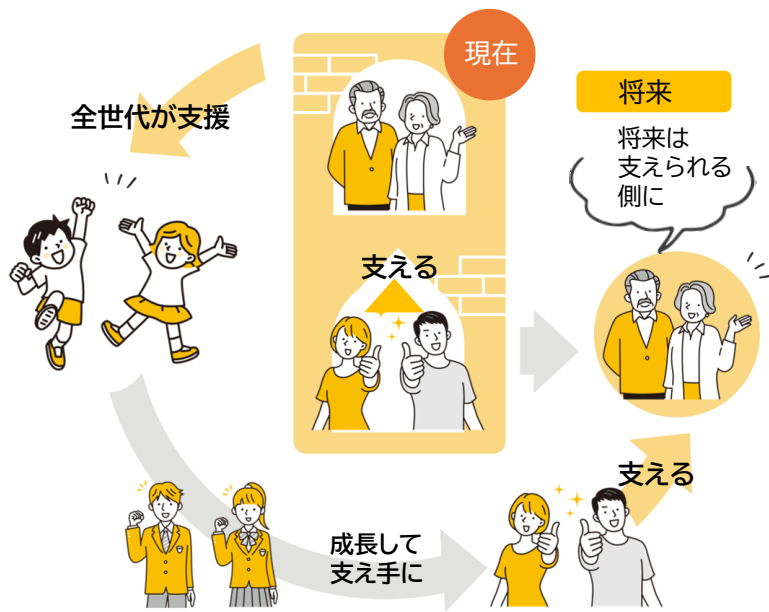 現在
全世代が支援
将来
将来は
支えられる
側に
支える
支える
成長して
支え手に